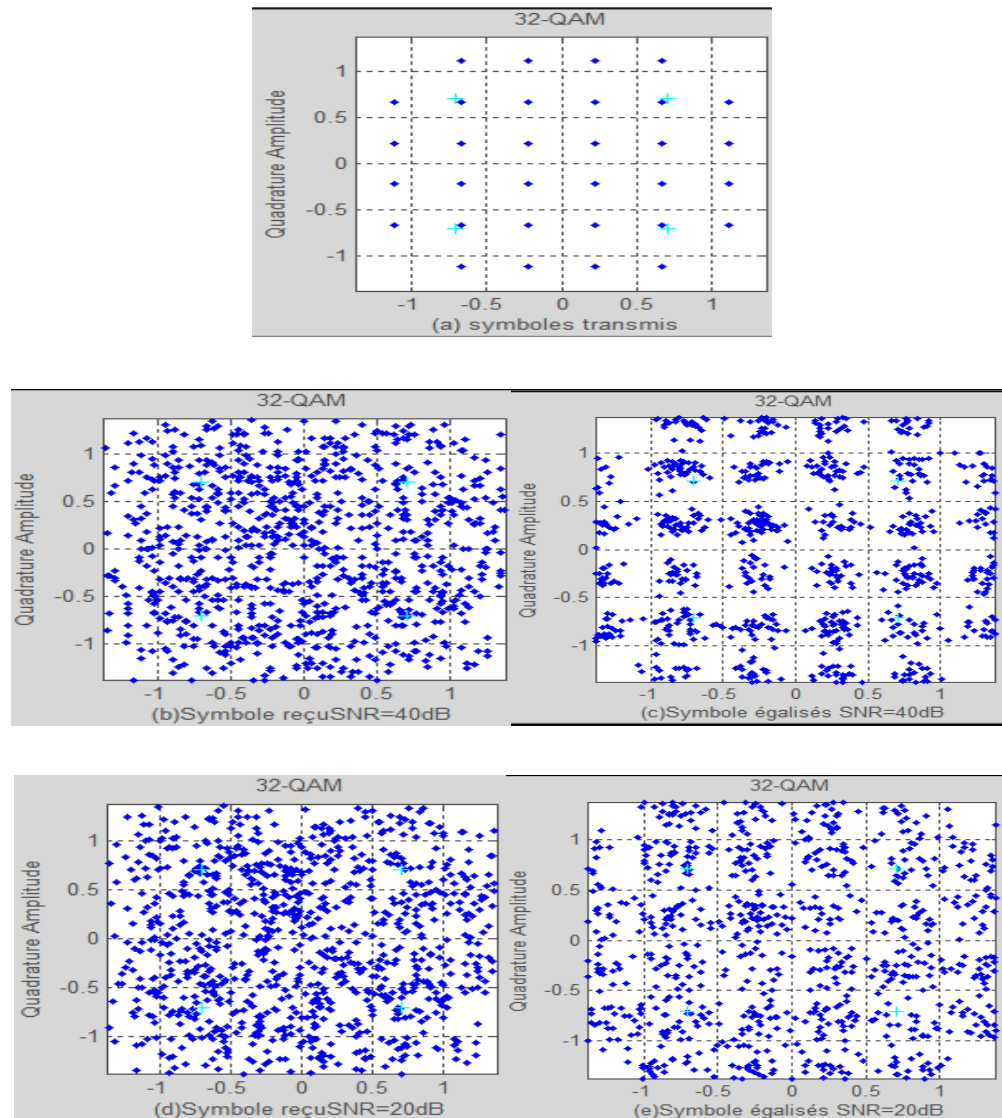 32-QAM
Quadrature Amplitude
1
0.5
0
-0.5
-1
-1 -0.5 0 0.5 1
(a) symboles transmis
32-QAM
Quadrature Amplitude
1
0.5
0
-0.5
-1
-1 -0.5 0 0.5 1
(b)Symbole reçuSNR=40dB
32-QAM
Quadrature Amplitude
1
0.5
0
-0.5
-1
-1 -0.5 0 0.5 1
(c)Symbole égalisés SNR=40dB
32-QAM
Quadrature Amplitude
1
0.5
0
-0.5
-1
-1 -0.5 0 0.5 1
(d)Symbole reçuSNR=20dB
32-QAM
Quadrature Amplitude
1
0.5
0
-0.5
-1
-1 -0.5 0 0.5 1
(e)Symbole égalisés SNR=20dB